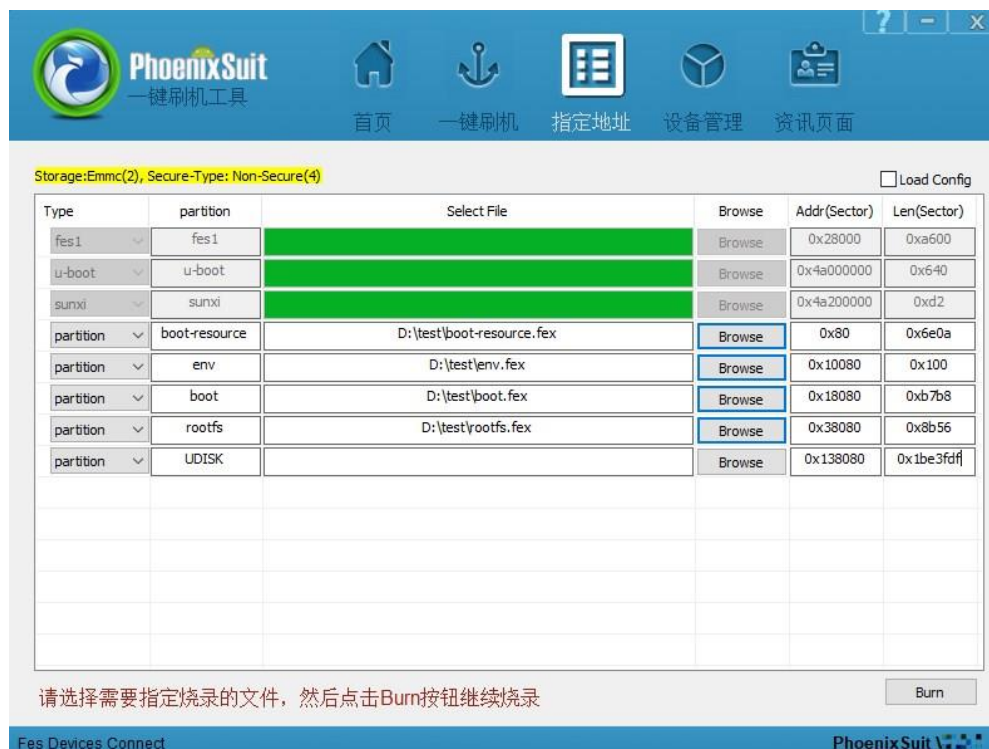 ? - X
PhoenixSuit
一键刷机工具
首页 一键刷机 指定地址 设备管理 资讯页面
Storage:Emmc(2), Secure-Type: Non-Secure(4)
Load Config
Type partition Select File Browse Addr(Sector) Len(Sector)
fes1 fes1 Browse 0x28000 0xa600
u-boot u-boot Browse 0x4a000000 0x640
sunxi sunxi Browse 0x4a200000 0xd2
partition boot-resource D:\test\boot-resource.fex Browse 0x80 0x6e0a
partition env D:\test\env.fex Browse 0x10080 0x100
partition boot D:\test\boot.fex Browse 0x18080 0xb7b8
partition rootfs D:\test\rootfs.fex Browse 0x38080 0x8b56
partition UDISK Browse 0x138080 0x1be3fdf
请选择需要指定烧录的文件，然后点击Burn按钮继续烧录
Burn
Fes Devices Connect PhoenixSuit